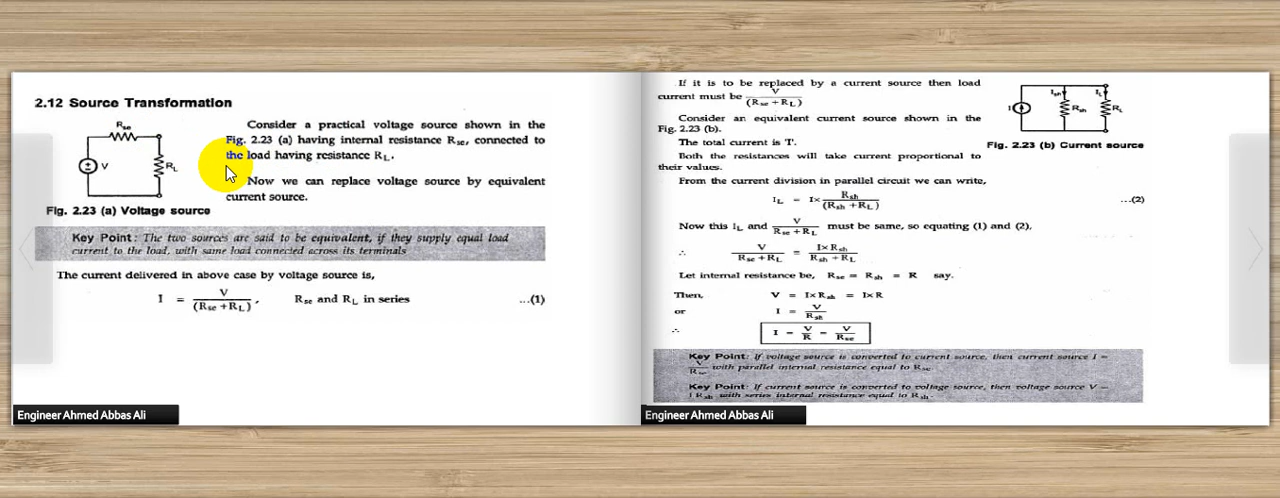 2.12 Source Transformation
Rse
V
RL
Consider a practical voltage source shown in the
Fig. 2.23 (a) having internal resistance Rse, connected to
the load having resistance RL.
Now we can replace voltage source by equivalent
current source.
Fig. 2.23 (a) Voltage source
Key Point : The two sources are said to be equivalent, if they supply equal load
current to the load, with same load connected across its terminals
The current delivered in above case by voltage source is,
I = V / (Rse + RL) , Rse and RL in series ...(1)
Engineer Ahmed Abbas Ali
If it is to be replaced by a current source then load
current must be V / (Rse + RL)
Consider an equivalent current source shown in the
Fig. 2.23 (b).
The total current is 'I'.
Both the resistances will take current proportional to
their values.
From the current division in parallel circuit we can write,
I
Ish
IL
Rsh
RL
Fig. 2.23 (b) Current source
IL = I× Rsh / (Rsh + RL) ...(2)
Now this IL and V / Rse + RL must be same, so equating (1) and (2),
∴ V / Rse + RL = I× Rsh / Rsh + RL
Let internal resistance be, Rse = Rsh = R say.
Then, V = I× Rsh = I× R
or I = V / Rsh
∴ I = V / R = V / Rse
Key Point: If voltage source is converted to current source, then current source I =
V / Rse with parallel internal resistance equal to Rse.
Key Point: If current source is converted to voltage source, then voltage source V =
I Rsh with series internal resistance equal to Rsh.
Engineer Ahmed Abbas Ali